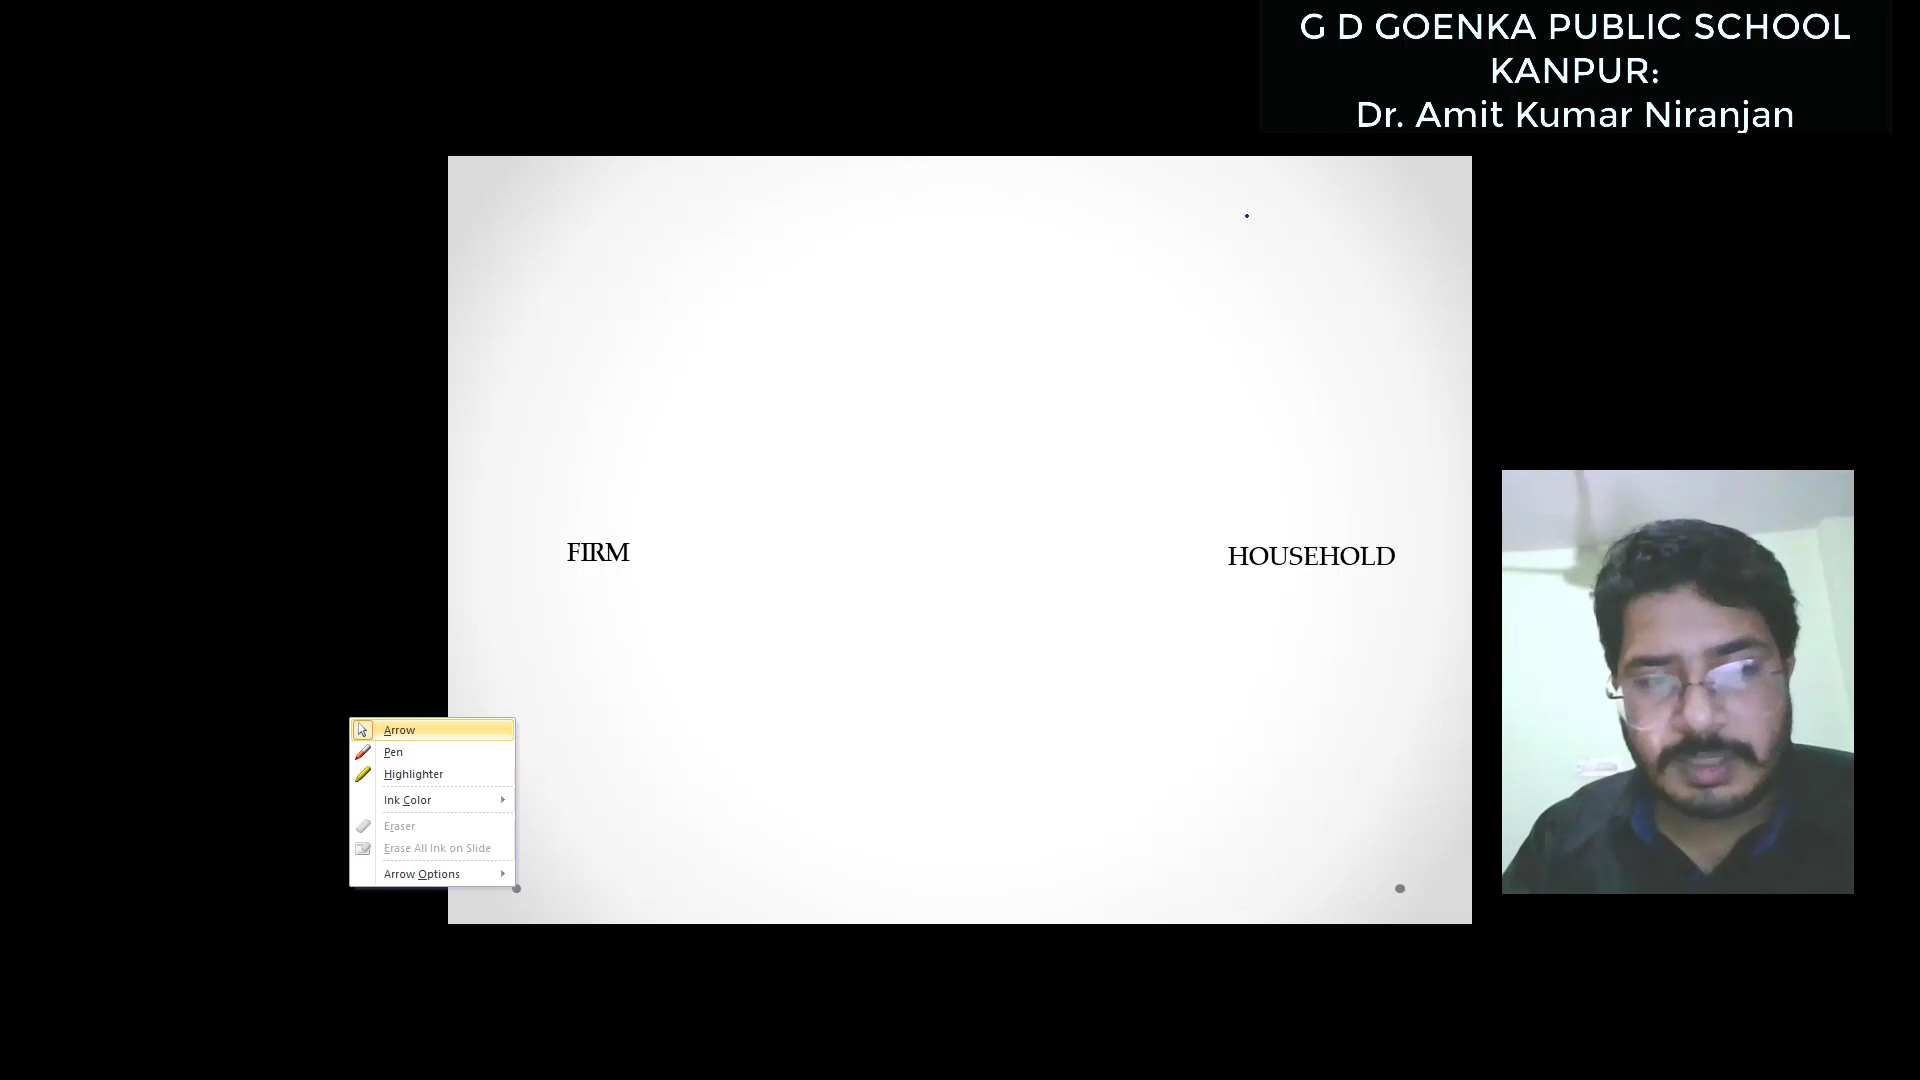 G D GOENKA PUBLIC SCHOOL
KANPUR:
Dr. Amit Kumar Niranjan
FIRM
HOUSEHOLD
Arrow
Pen
Highlighter
Ink Color
Eraser
Erase All Ink on Slide
Arrow Options